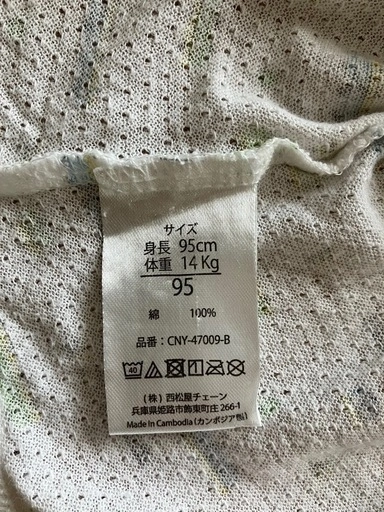 サイズ
身長 95cm
体重 14Kg
95
綿 100%
品番：CNY-47009-B
40
(株) 西松屋チェーン
兵庫県姫路市飾東町庄 266-1
Made in Cambodia (カンボジア製)